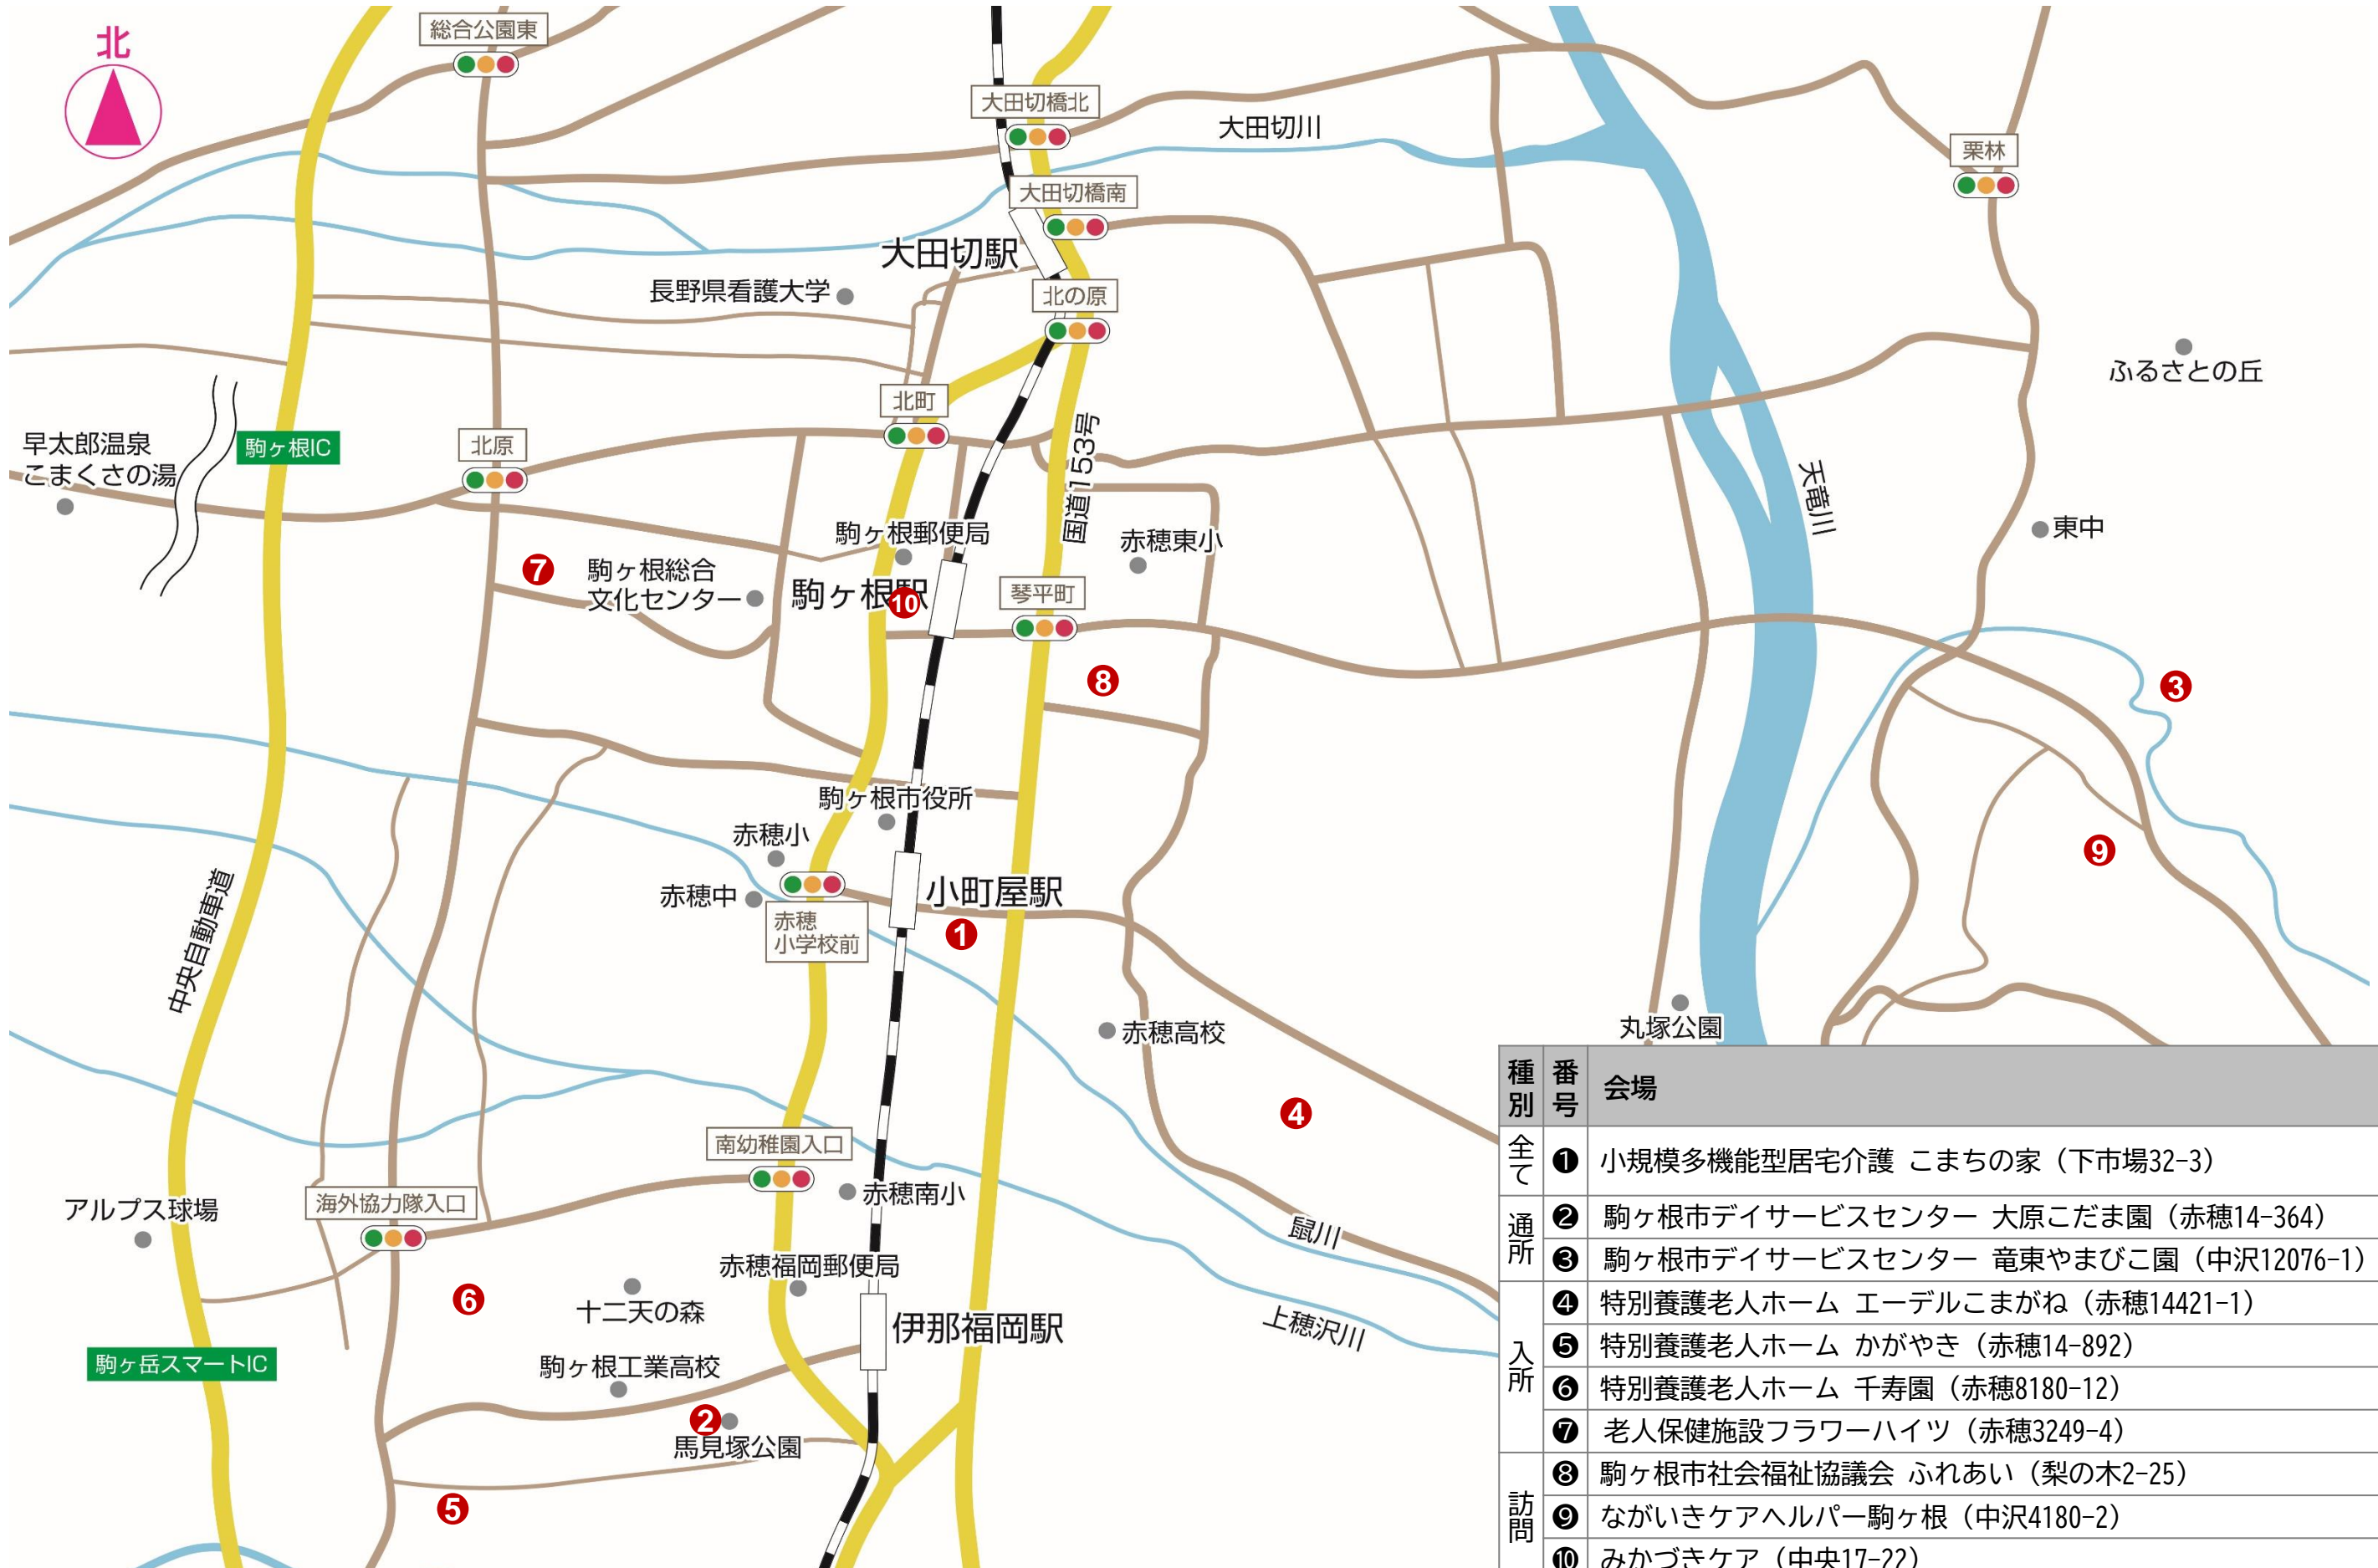 北
総合公園東
大田切橋北
大田切川
栗林
大田切橋南
大田切駅
長野県看護大学
北の原
ふるさとの丘
北町
国道153号
早太郎温泉
こまくさの湯
駒ヶ根IC
北原
天竜川
駒ヶ根郵便局
赤穂東小
東中
7
駒ヶ根総合
文化センター
駒ヶ根駅
10
琴平町
8
3
駒ヶ根市役所
赤穂小
9
赤穂中
小町屋駅
赤穂
小学校前
1
中央自動車道
赤穂高校
丸塚公園
4
南幼稚園入口
赤穂南小
アルプス球場
海外協力隊入口
鼠川
赤穂福岡郵便局
6
十二天の森
伊那福岡駅
上穂沢川
駒ヶ岳スマートIC
駒ヶ根工業高校
2
馬見塚公園
5
種別 番号 会場
全て ❶ 小規模多機能型居宅介護 こまちの家（下市場32-3）
通所 ❷ 駒ヶ根市デイサービスセンター 大原こだま園（赤穂14-364）
❸ 駒ヶ根市デイサービスセンター 竜東やまびこ園（中沢12076-1）
入所 ❹ 特別養護老人ホーム エーデルこまがね（赤穂14421-1）
❺ 特別養護老人ホーム かがやき（赤穂14-892）
❻ 特別養護老人ホーム 千寿園（赤穂8180-12）
❼ 老人保健施設フラワーハイツ（赤穂3249-4）
訪問 ❽ 駒ヶ根市社会福祉協議会 ふれあい（梨の木2-25）
❾ ながいきケアヘルパー駒ヶ根（中沢4180-2）
❿ みかづきケア（中央17-22）